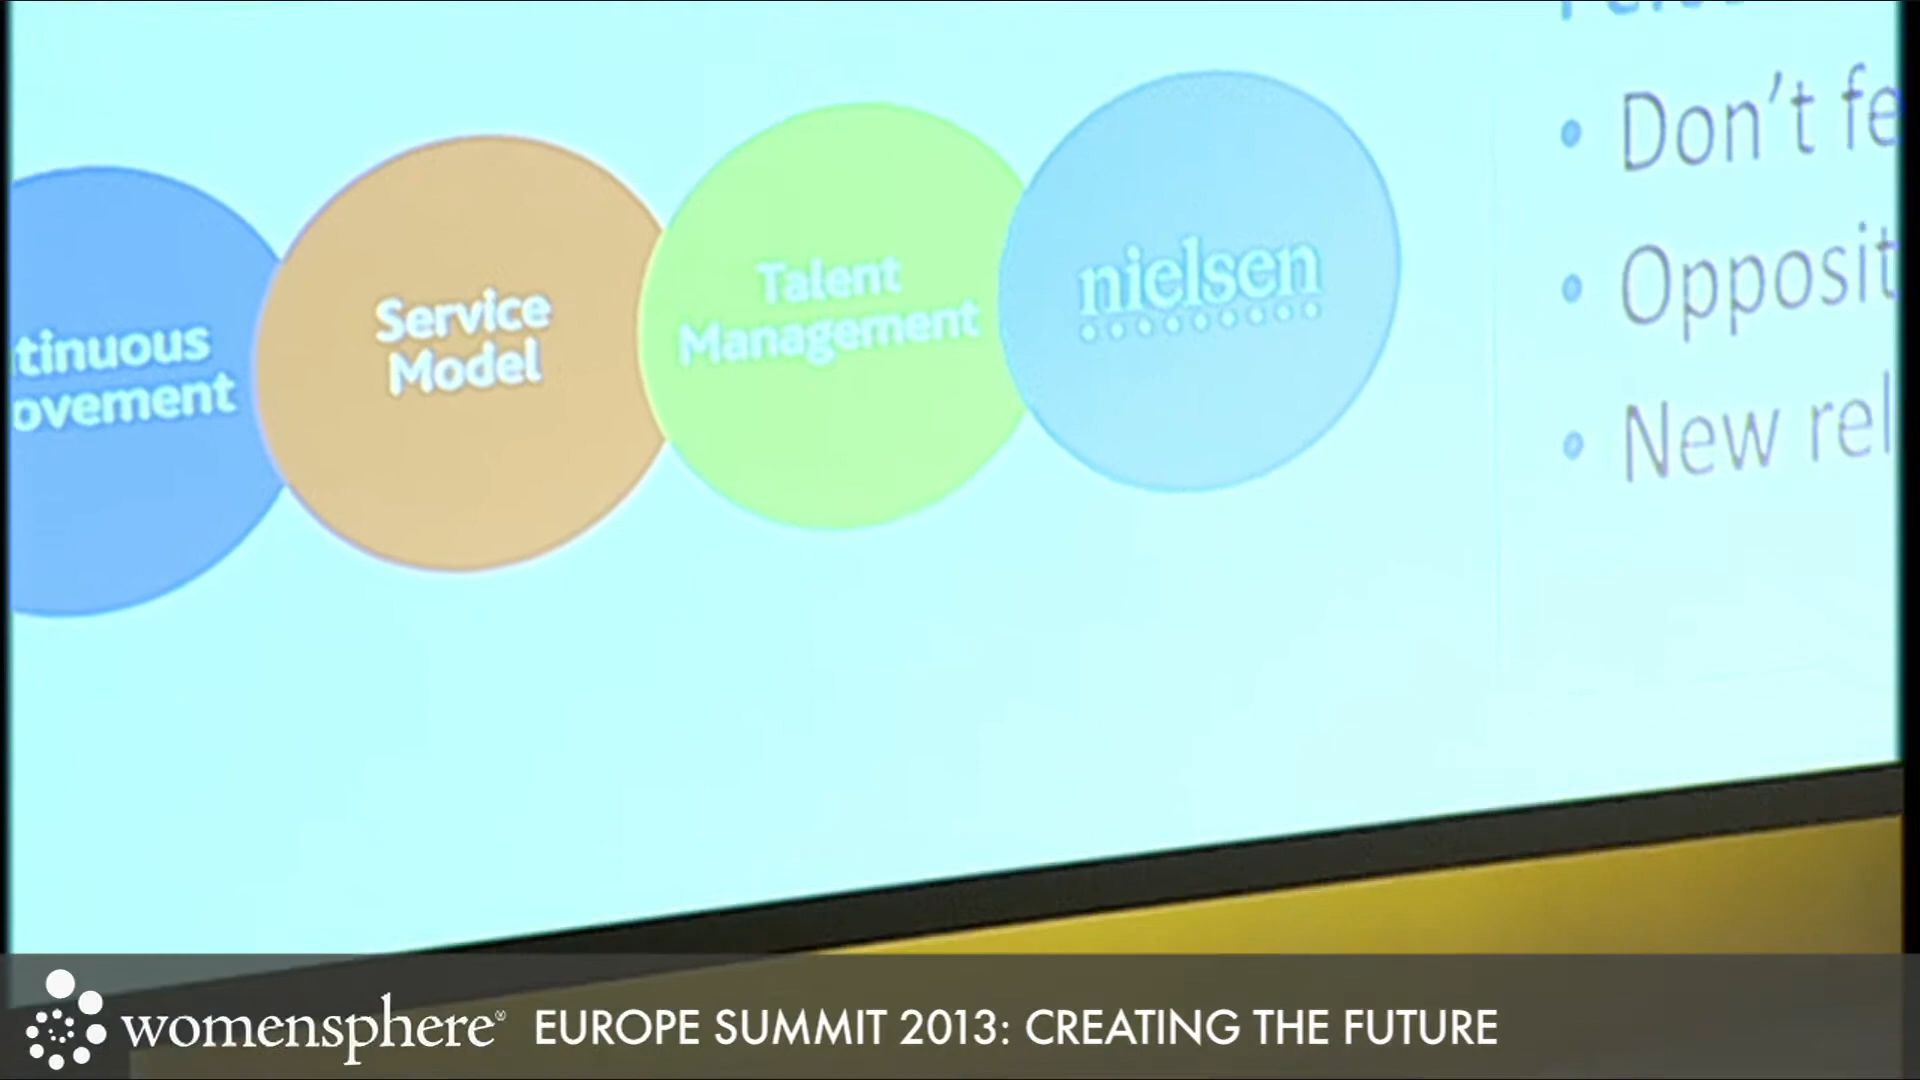 tinuous
ovement
Service
Model
Talent
Management
nielsen
• Don't fe
• Opposit
• New rel
womensphere® EUROPE SUMMIT 2013: CREATING THE FUTURE